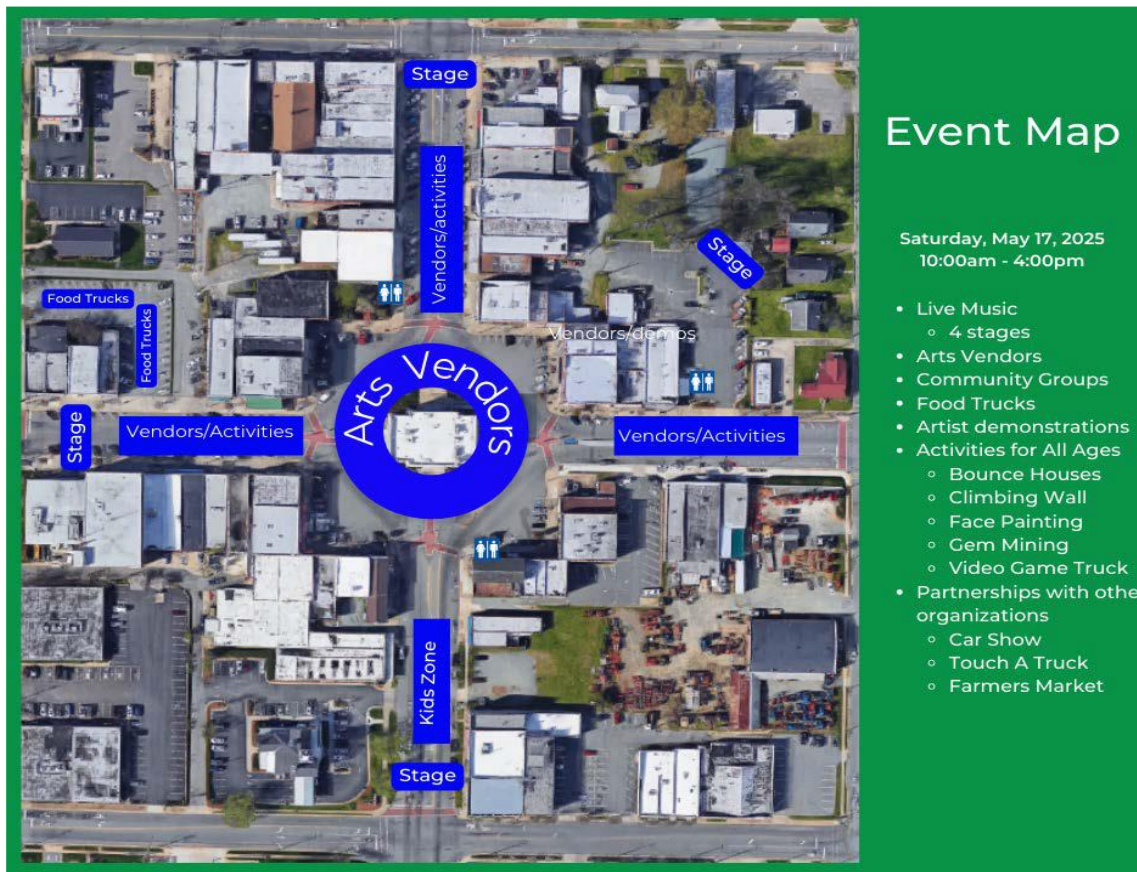 Stage
Vendors/activities
Stage
Food Trucks
Food Trucks
Vendors/demos
Arts Vendors
Stage
Vendors/Activities
Vendors/Activities
Kids Zone
Stage
Event Map
Saturday, May 17, 2025
10:00am - 4:00pm
• Live Music
◦ 4 stages
• Arts Vendors
• Community Groups
• Food Trucks
• Artist demonstrations
• Activities for All Ages
◦ Bounce Houses
◦ Climbing Wall
◦ Face Painting
◦ Gem Mining
◦ Video Game Truck
• Partnerships with othe
organizations
◦ Car Show
◦ Touch A Truck
◦ Farmers Market